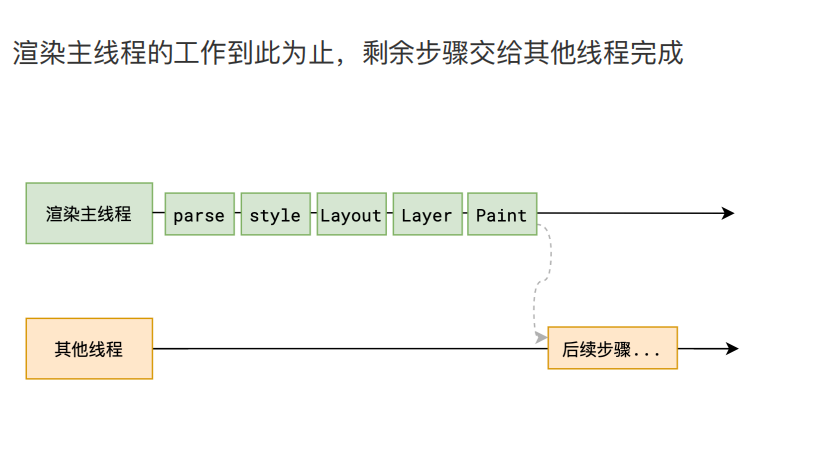 渲染主线程的工作到此为止，剩余步骤交给其他线程完成
渲染主线程
parse
style
Layout
Layer
Paint
其他线程
后续步骤...